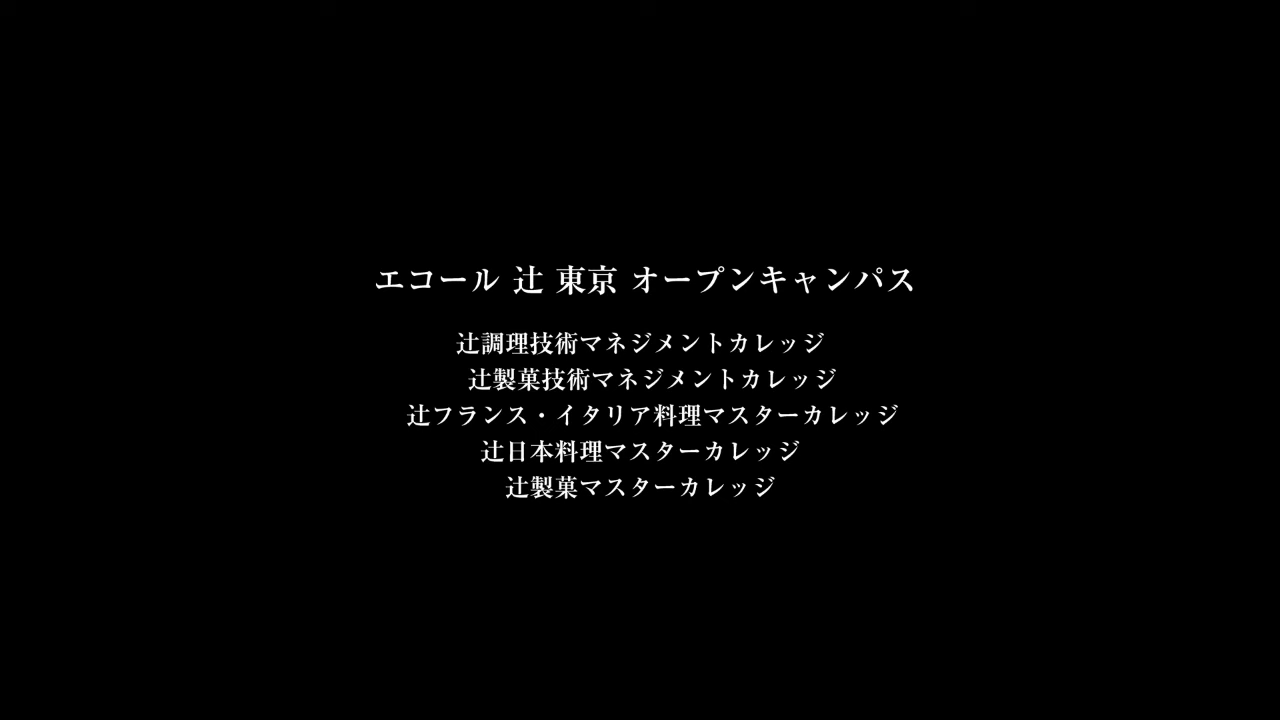 エコール 辻 東京 オープンキャンパス
辻調理技術マネジメントカレッジ
辻製菓技術マネジメントカレッジ
辻フランス・イタリア料理マスターカレッジ
辻日本料理マスターカレッジ
辻製菓マスターカレッジ